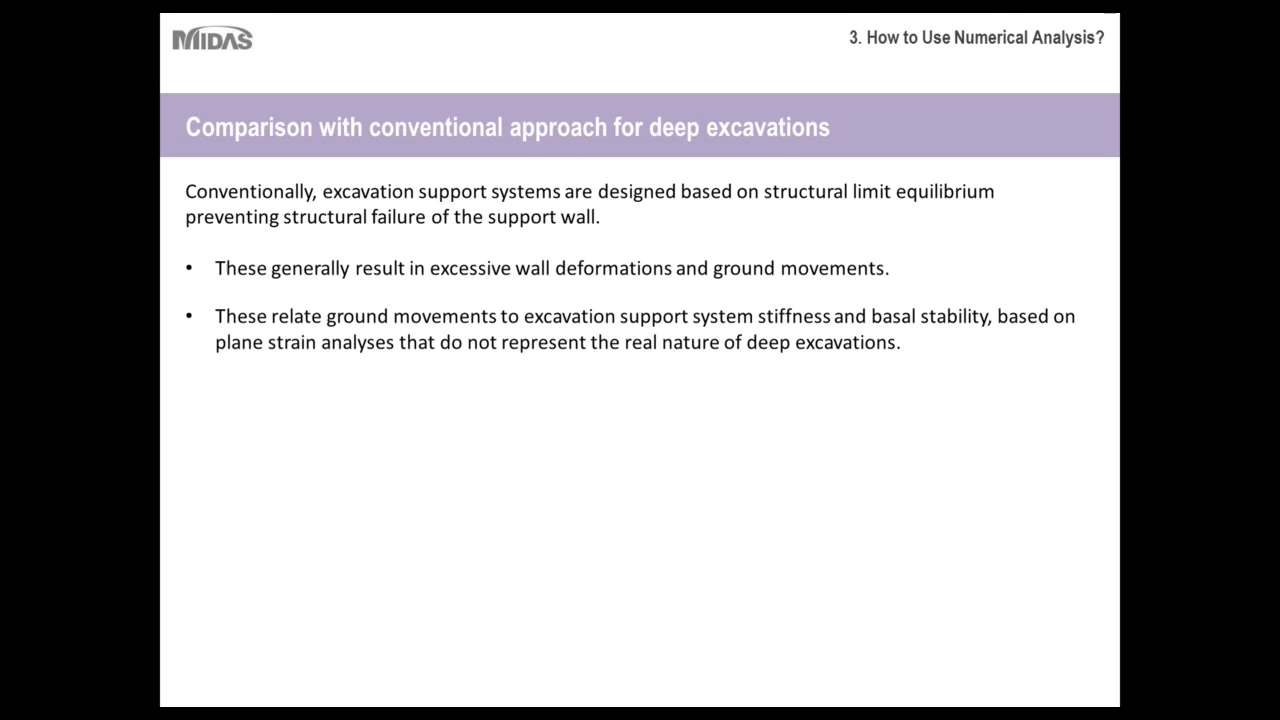 MIDAS
3. How to Use Numerical Analysis?
Comparison with conventional approach for deep excavations
Conventionally, excavation support systems are designed based on structural limit equilibrium
preventing structural failure of the support wall.
• These generally result in excessive wall deformations and ground movements.
• These relate ground movements to excavation support system stiffness and basal stability, based on
plane strain analyses that do not represent the real nature of deep excavations.